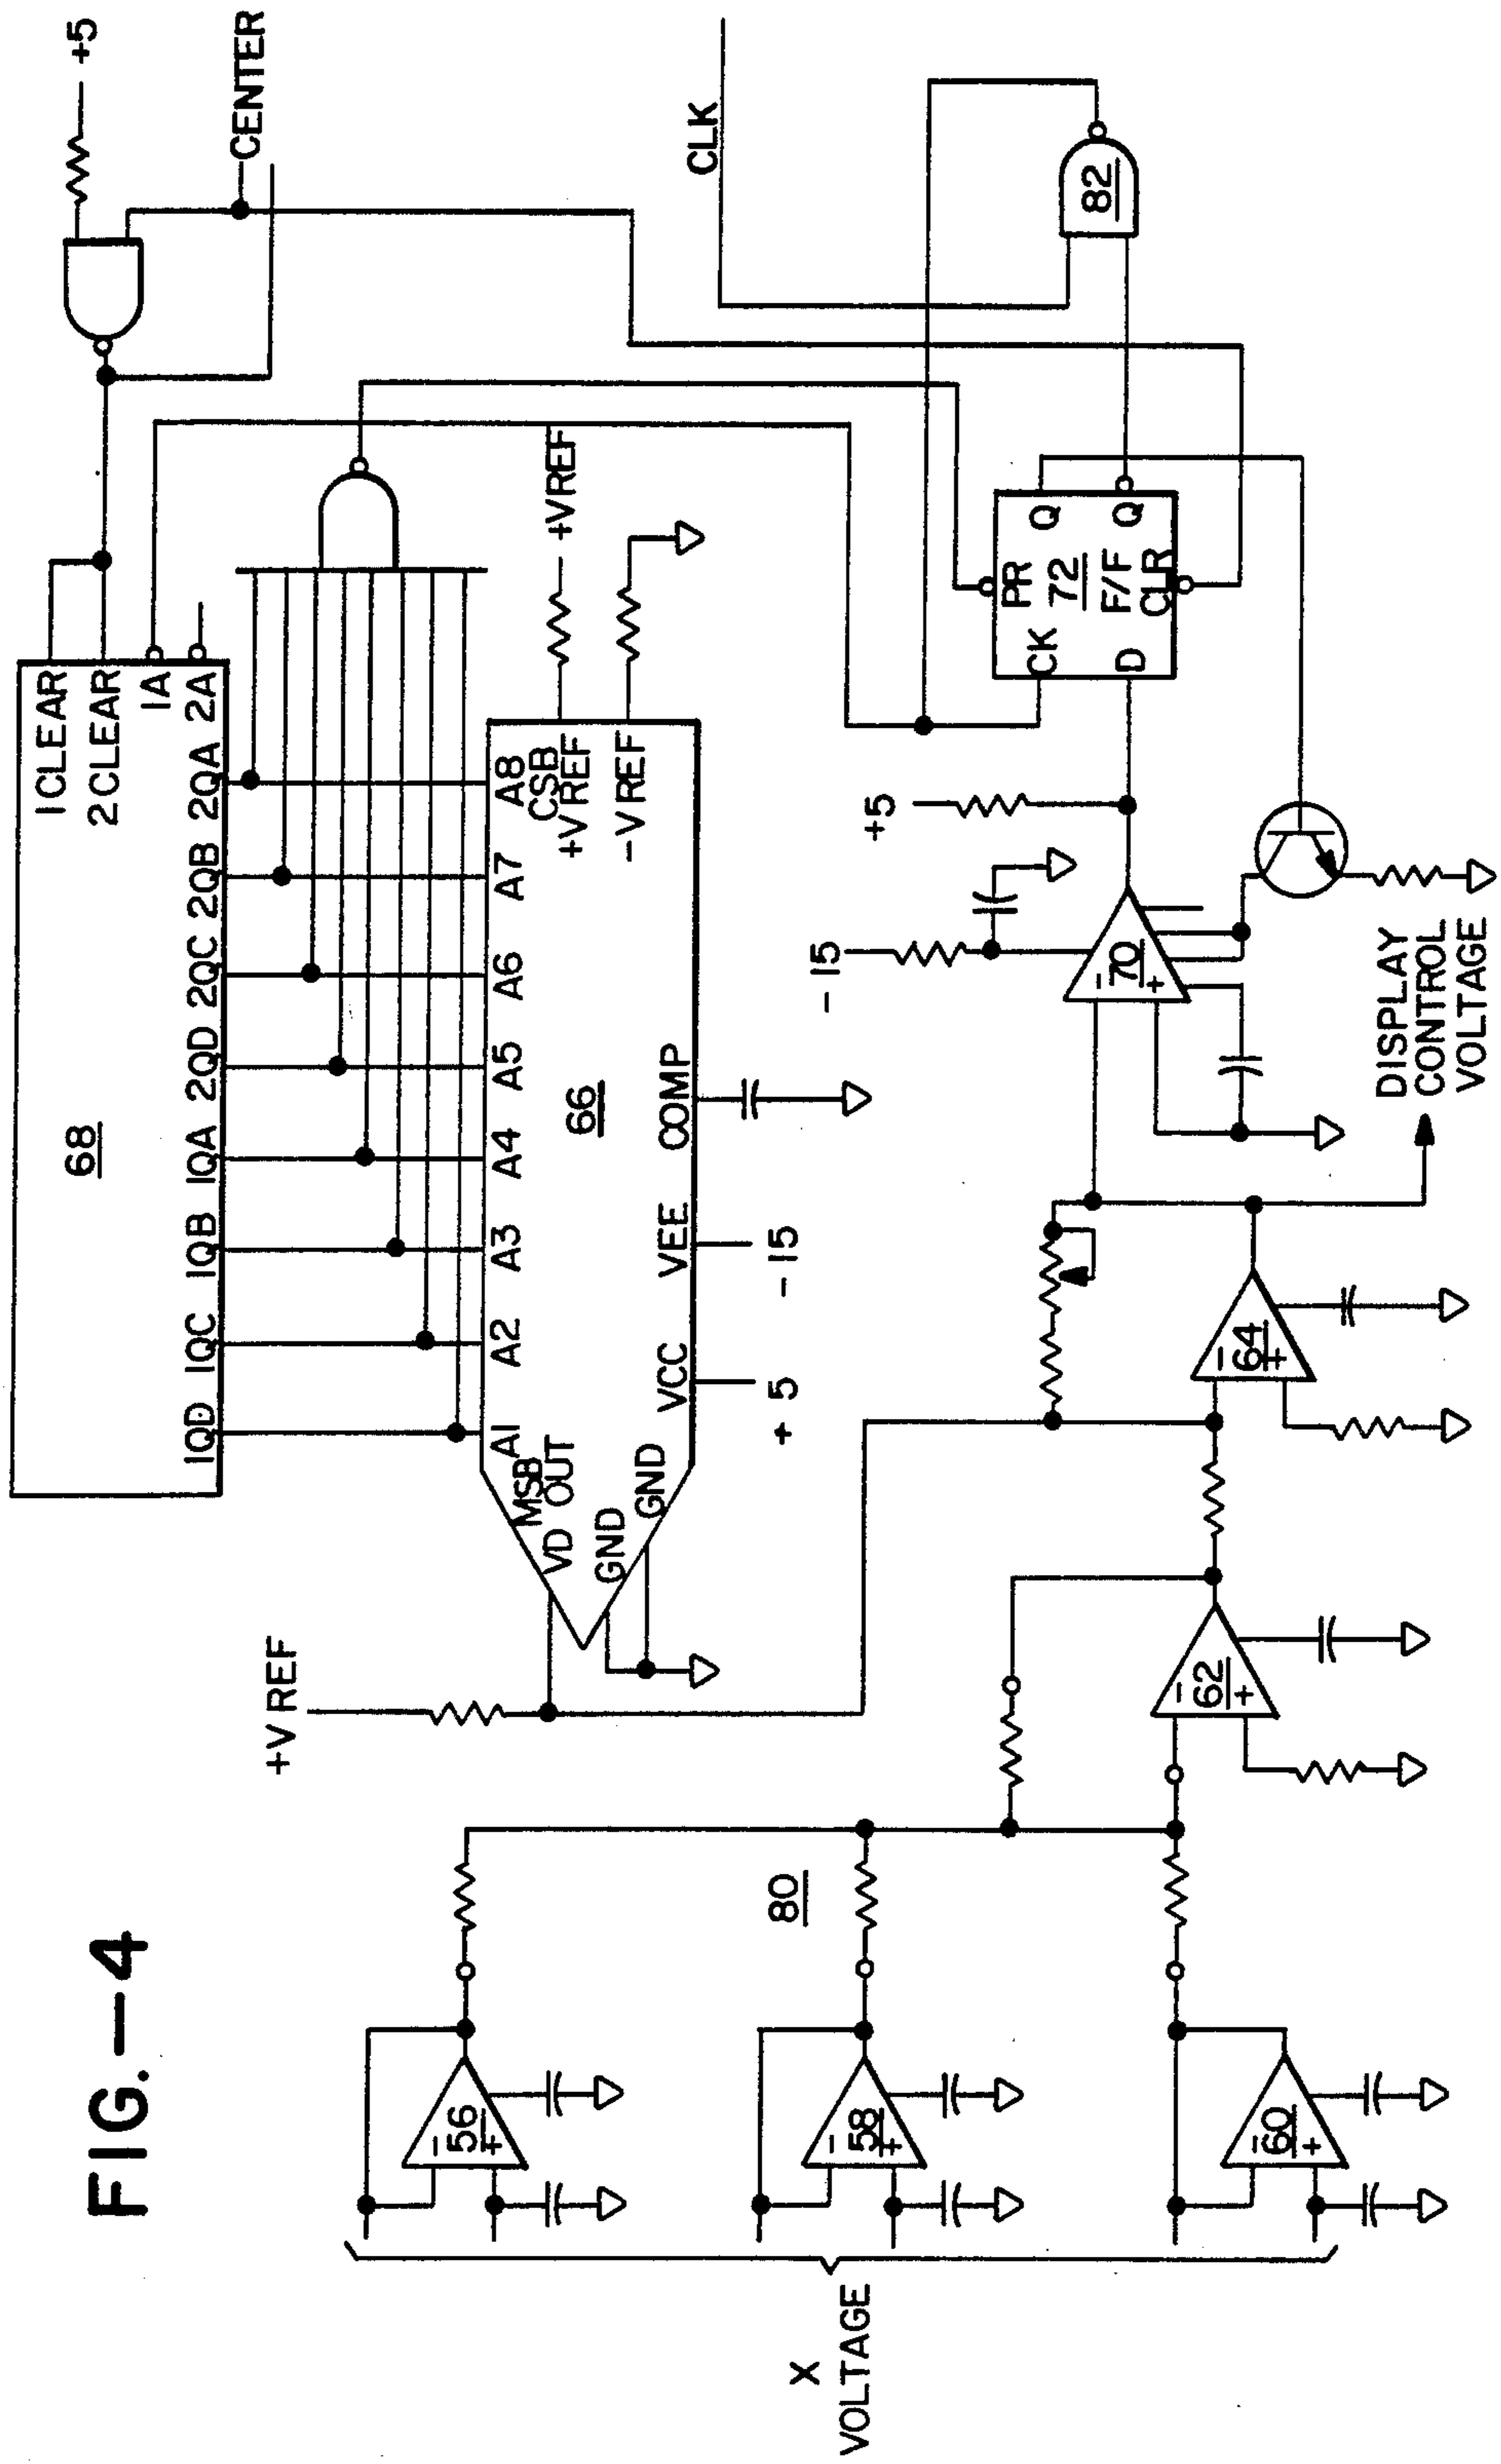 FIG.—4
68
1QD 1QC 1QB 1QA 2QD 2QC 2QB 2QA
1CLEAR
2CLEAR
1A
2A
+5
CENTER
A1 A2 A3 A4 A5 A6 A7 A8
MSB
CSB
VD OUT
GND
GND
66
+V REF
-V REF
+VREF
VCC
VEE
COMP
+ 5
- 15
+V REF
CLK
80
- 15
+5
CK
PR
Q
72
F/F
D
CLR
Q
82
-
56
+
-
58
+
-
60
+
-
62
+
-
64
+
-
70
+
X
VOLTAGE
DISPLAY
CONTROL
VOLTAGE